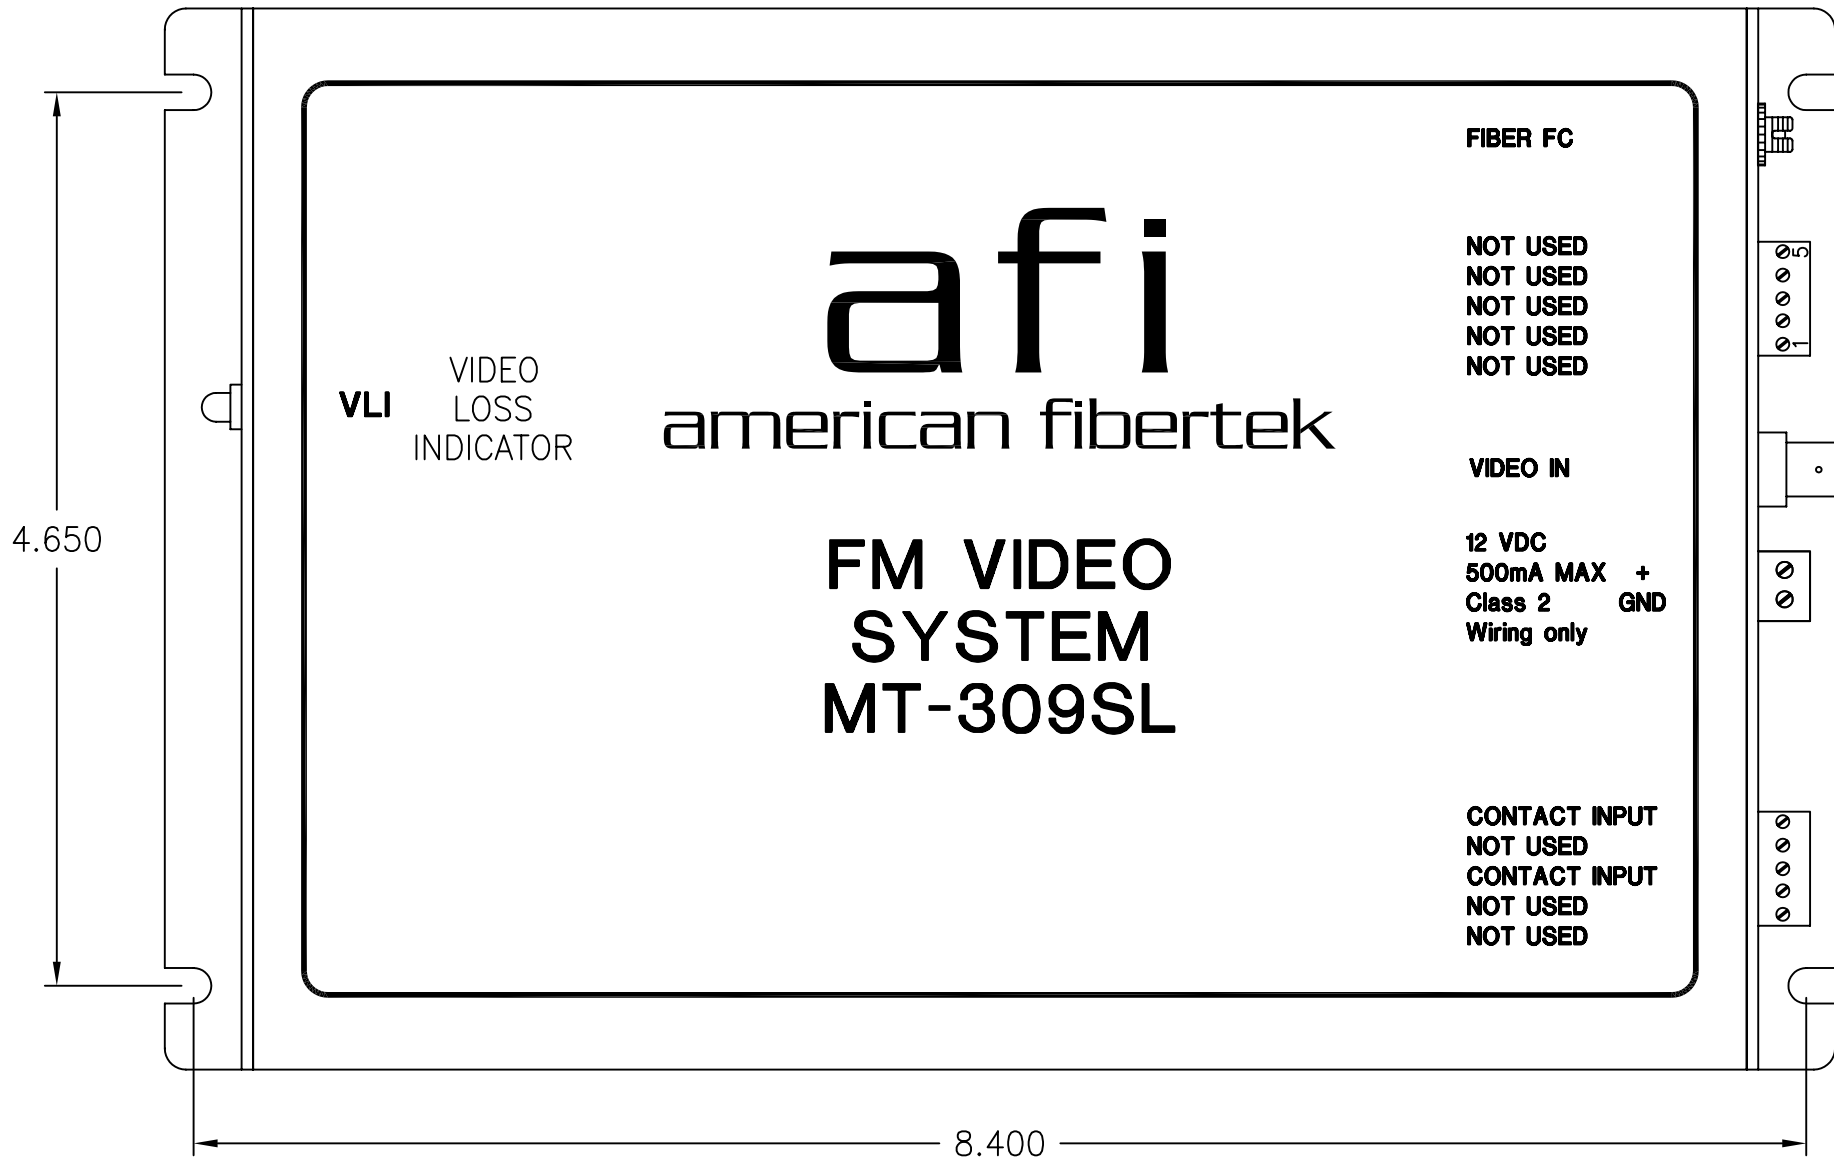 FIBER FC
afi
american fibertek
NOT USED
NOT USED
NOT USED
NOT USED
NOT USED
5
1
VLI
VIDEO
LOSS
INDICATOR
VIDEO IN
4.650
FM VIDEO
SYSTEM
MT-309SL
12 VDC
500mA MAX +
Class 2 GND
Wiring only
CONTACT INPUT
NOT USED
CONTACT INPUT
NOT USED
NOT USED
8.400